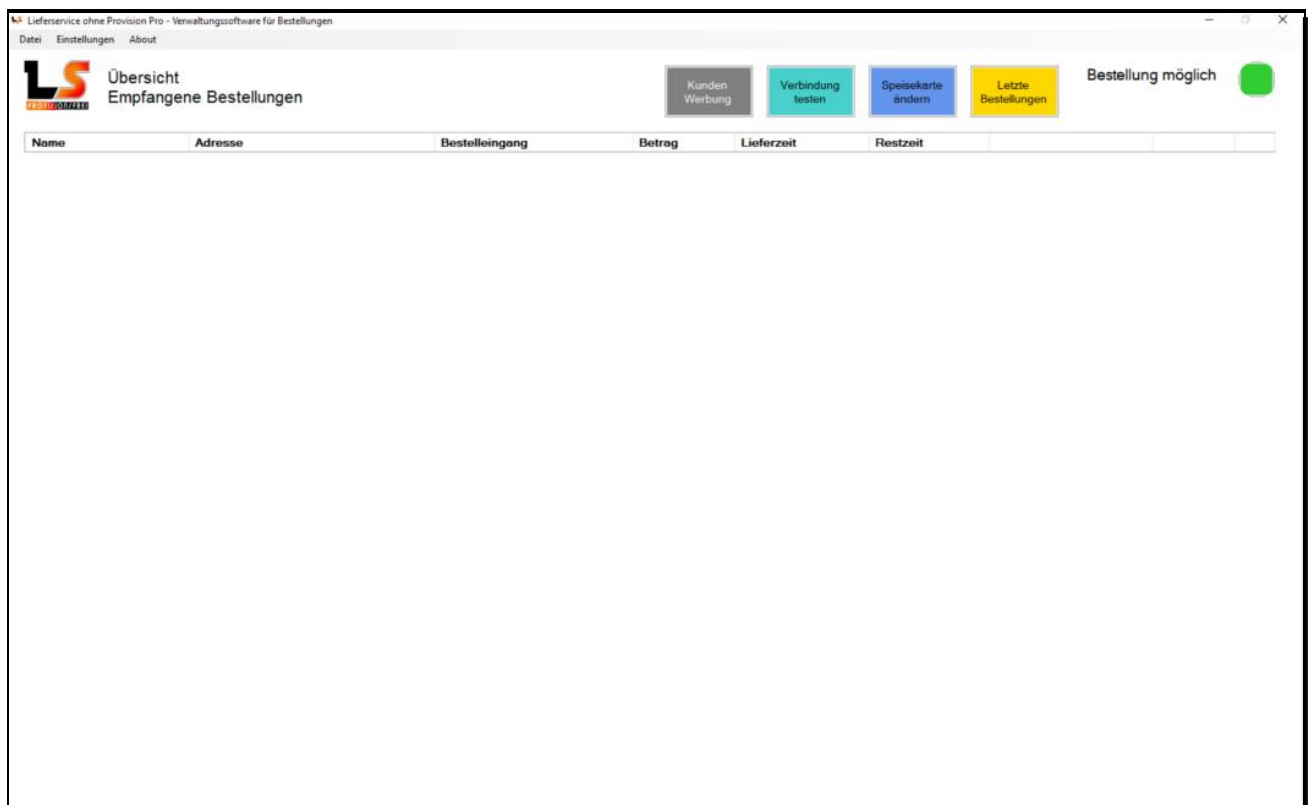 Lieferservice ohne Provision Pro - Verwaltungssoftware für Bestellungen
Datei Einstellungen About
LS
PROVISIONSFREI
Übersicht
Empfangene Bestellungen
Kunden
Werbung
Verbindung
testen
Speisekarte
ändern
Letzte
Bestellungen
Bestellung möglich
Name Adresse Bestelleingang Betrag Lieferzeit Restzeit